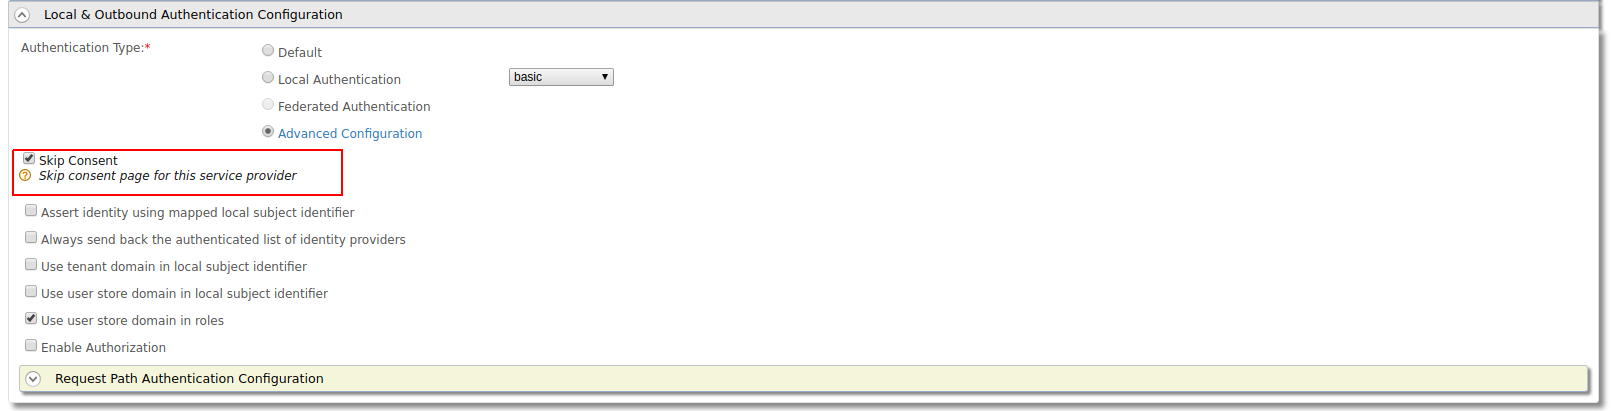 Local & Outbound Authentication Configuration
Authentication Type:*
Default
Local Authentication basic
Federated Authentication
Advanced Configuration
Skip Consent
? Skip consent page for this service provider
Assert identity using mapped local subject identifier
Always send back the authenticated list of identity providers
Use tenant domain in local subject identifier
Use user store domain in local subject identifier
Use user store domain in roles
Enable Authorization
Request Path Authentication Configuration